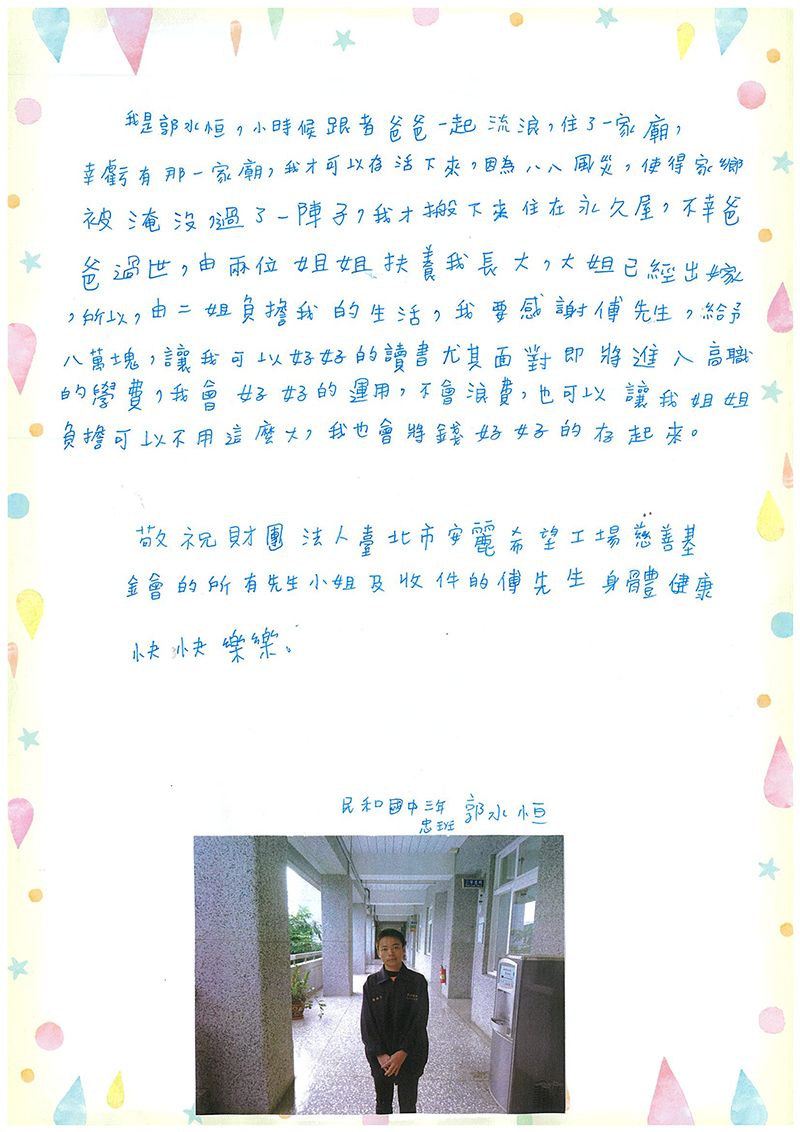 我是郭水恒,小時候跟著爸爸一起流浪,住了一家廟,
幸虧有那一家廟,我才可以存活下來,因為八八風災,使得家鄉
被淹沒,過了一陣子,我才搬下來住在永久屋,不幸爸
爸過世,由兩位姐姐扶養我長大,大姐已經出嫁
,所以,由二姐負擔我的生活,我要感謝傅先生,給予
八萬塊,讓我可以好好的讀書尤其面對即將進入高職
的學費,我會好好的運用,不會浪費,也可以讓我姐姐
負擔可以不用這麼大,我也會將錢好好的存起來。
敬祝財團法人臺北市安麗希望工場慈善基
金會的所有先生小姐及收件的傅先生身體健康
快快樂樂。
民和國中三年 郭水恒
忠班